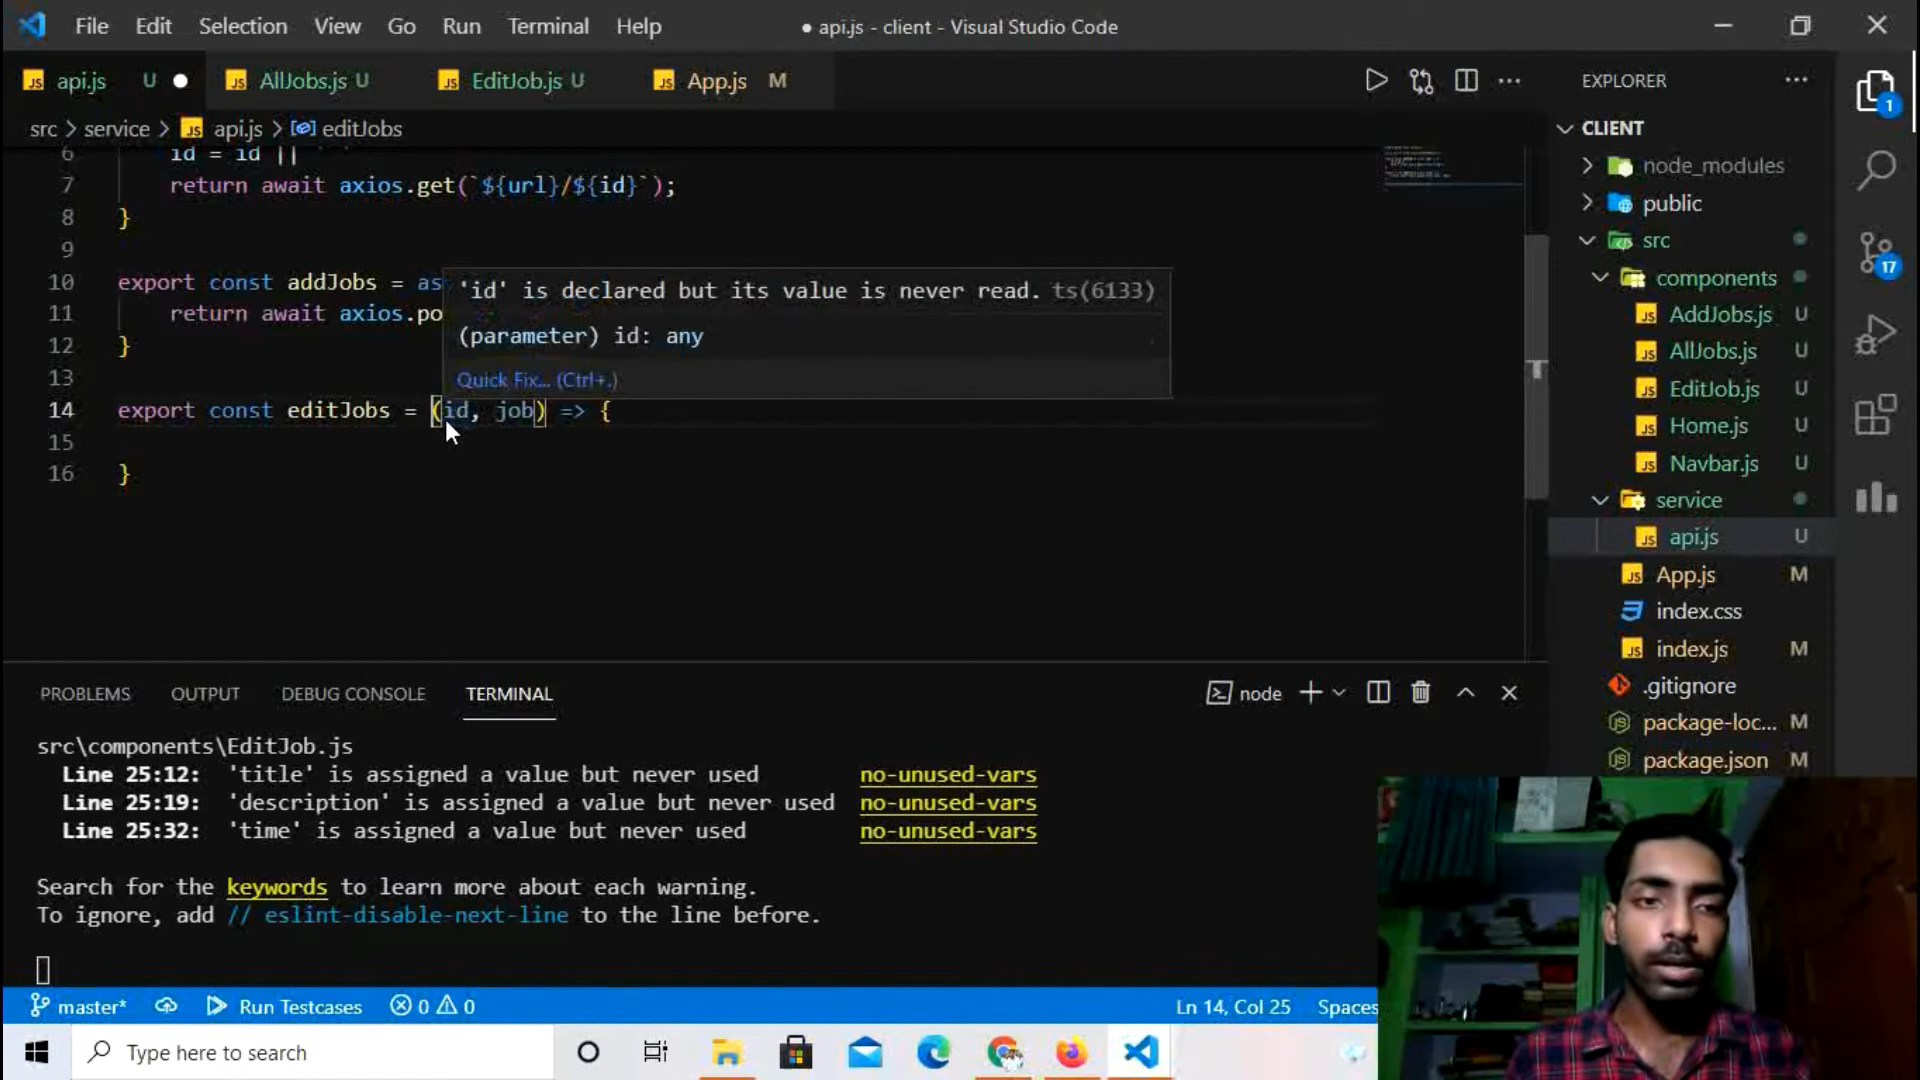 File Edit Selection View Go Run Terminal Help
● api.js - client - Visual Studio Code
JS api.js U ●
JS AllJobs.js U
JS EditJob.js U
JS App.js M
src > service > JS api.js > editJobs
6 id = id ||
7 return await axios.get(`${url}/${id}`);
8 }
9
10 export const addJobs = as
11 return await axios.po
12 }
13
14 export const editJobs = (id, job) => {
15
16 }
'id' is declared but its value is never read. ts(6133)
(parameter) id: any
Quick Fix... (Ctrl+.)
EXPLORER
CLIENT
node_modules
public
src
components
JS AddJobs.js U
JS AllJobs.js U
JS EditJob.js U
JS Home.js U
JS Navbar.js U
service
JS api.js U
JS App.js M
index.css
JS index.js M
.gitignore
package-loc... M
package.json M
1
17
PROBLEMS OUTPUT DEBUG CONSOLE TERMINAL
node
src\components\EditJob.js
Line 25:12: 'title' is assigned a value but never used no-unused-vars
Line 25:19: 'description' is assigned a value but never used no-unused-vars
Line 25:32: 'time' is assigned a value but never used no-unused-vars
Search for the keywords to learn more about each warning.
To ignore, add // eslint-disable-next-line to the line before.
master* Run Testcases 0 0
Ln 14, Col 25 Spaces
Type here to search